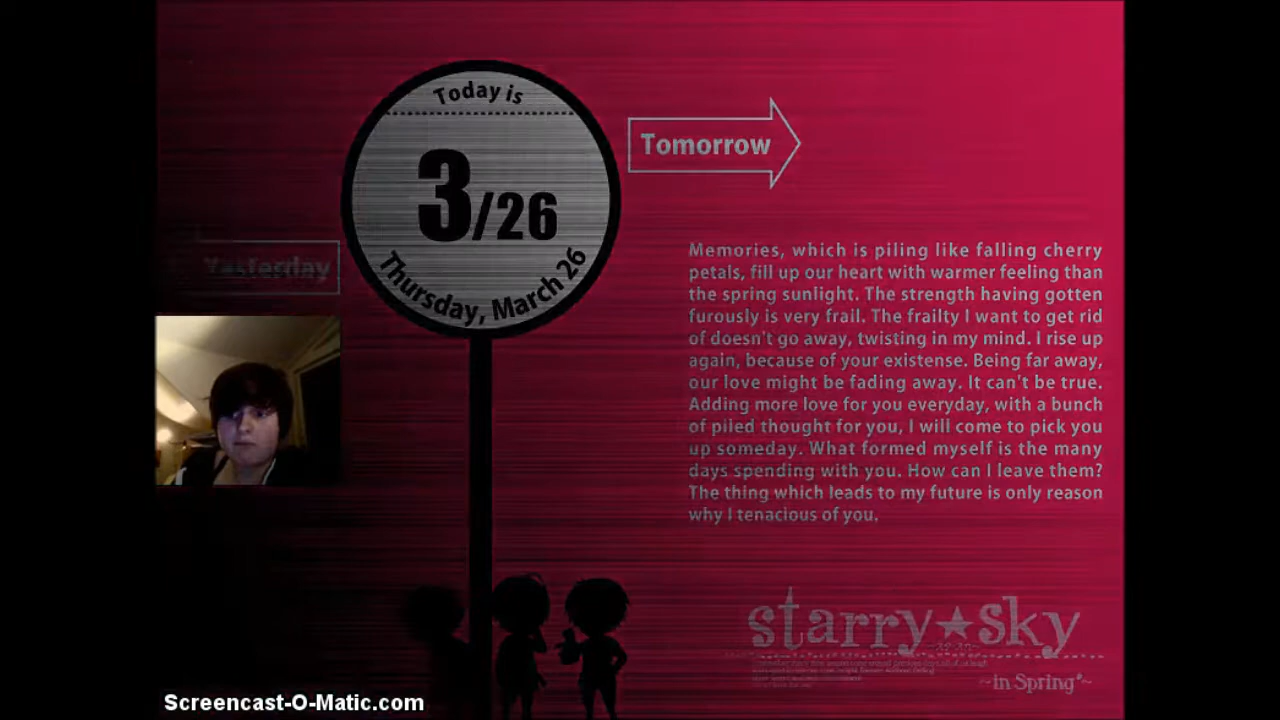 Today is
3/26
Thursday, March 26
Tomorrow
Yesterday
Memories, which is piling like falling cherry
petals, fill up our heart with warmer feeling than
the spring sunlight. The strength having gotten
furously is very frail. The frailty I want to get rid
of doesn't go away, twisting in my mind. I rise up
again, because of your existense. Being far away,
our love might be fading away. It can't be true.
Adding more love for you everyday, with a bunch
of piled thought for you, I will come to pick you
up someday. What formed myself is the many
days spending with you. How can I leave them?
The thing which leads to my future is only reason
why I tenacious of you.
starry★sky
~in Spring*~
Screencast-O-Matic.com